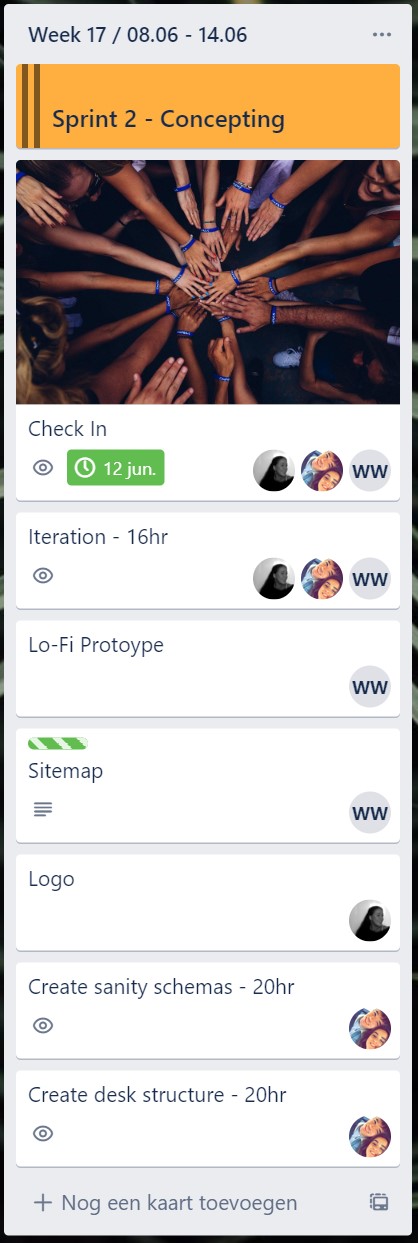 Week 17 / 08.06 - 14.06
Sprint 2 - Concepting
Check In
12 jun.
WW
Iteration - 16hr
WW
Lo-Fi Protoype
WW
Sitemap
WW
Logo
Create sanity schemas - 20hr
Create desk structure - 20hr
Nog een kaart toevoegen